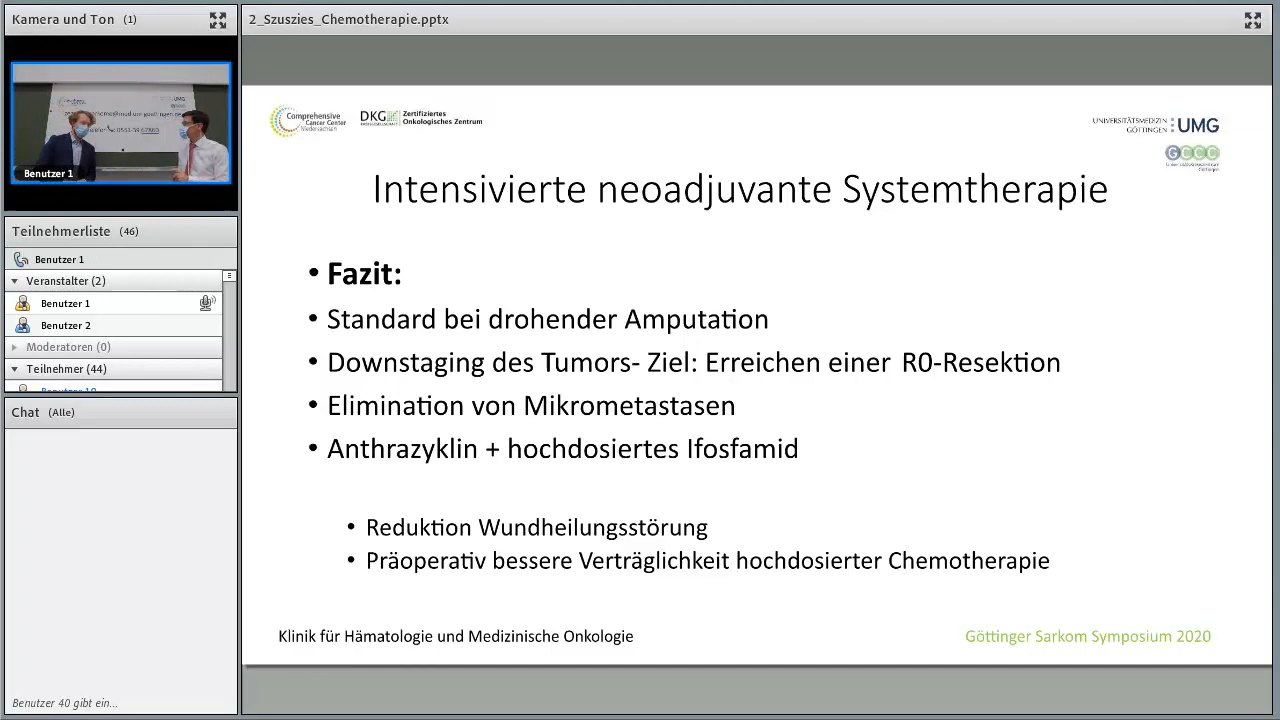 Kamera und Ton (1)
Benutzer 1
Teilnehmerliste (46)
Benutzer 1
Veranstalter (2)
Benutzer 1
Benutzer 2
Moderatoren (0)
Teilnehmer (44)
Chat (Alle)
Benutzer 40 gibt ein...
2_Szuszies_Chemotherapie.pptx
Comprehensive
Cancer Center
Niedersachsen
DKG
Zertifiziertes
Onkologisches Zentrum
UNIVERSITÄTSMEDIZIN
GÖTTINGEN UMG
GCCC
Intensivierte neoadjuvante Systemtherapie
• Fazit:
• Standard bei drohender Amputation
• Downstaging des Tumors- Ziel: Erreichen einer R0-Resektion
• Elimination von Mikrometastasen
• Anthrazyklin + hochdosiertes Ifosfamid
• Reduktion Wundheilungsstörung
• Präoperativ bessere Verträglichkeit hochdosierter Chemotherapie
Klinik für Hämatologie und Medizinische Onkologie
Göttinger Sarkom Symposium 2020